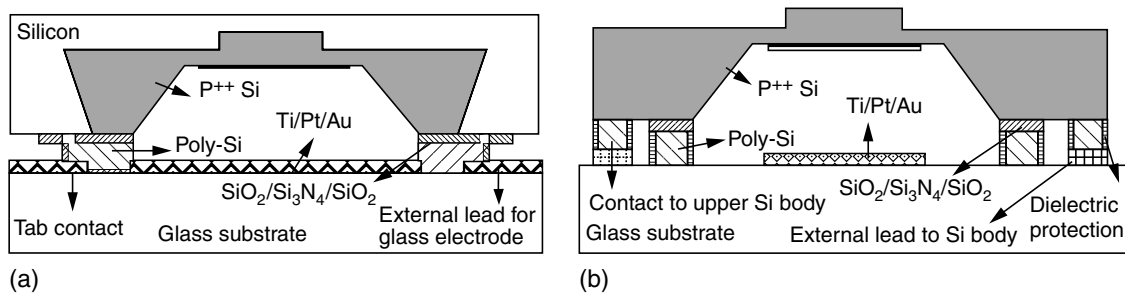 Silicon
P++ Si
Ti/Pt/Au
Poly-Si
SiO2/Si3N4/SiO2
Tab contact
External lead for
glass electrode
Glass substrate
(a)
P++ Si
Ti/Pt/Au
Poly-Si
SiO2/Si3N4/SiO2
Contact to upper Si body
Dielectric
protection
Glass substrate
External lead to Si body
(b)